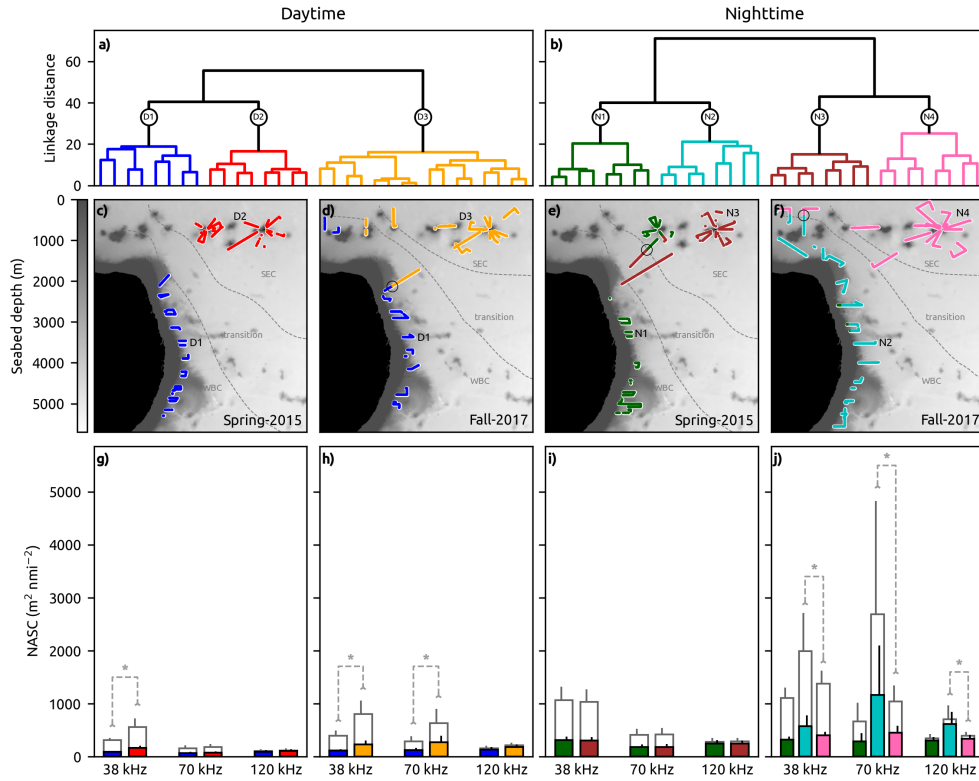 Daytime
Nighttime
a)
b)
Linkage distance
60
40
20
0
D1
D2
D3
N1
N2
N3
N4
Seabed depth (m)
0
1000
2000
3000
4000
5000
c)
D2
SEC
transition
D1
WBC
Spring-2015
d)
D3
SEC
transition
D1
WBC
Fall-2017
e)
N3
SEC
transition
N1
WBC
Spring-2015
f)
N4
SEC
transition
N2
WBC
Fall-2017
NASC (m² nmi⁻²)
5000
4000
3000
2000
1000
0
g)
*
38 kHz 70 kHz 120 kHz
h)
* *
38 kHz 70 kHz 120 kHz
i)
38 kHz 70 kHz 120 kHz
j)
*
*
*
38 kHz 70 kHz 120 kHz